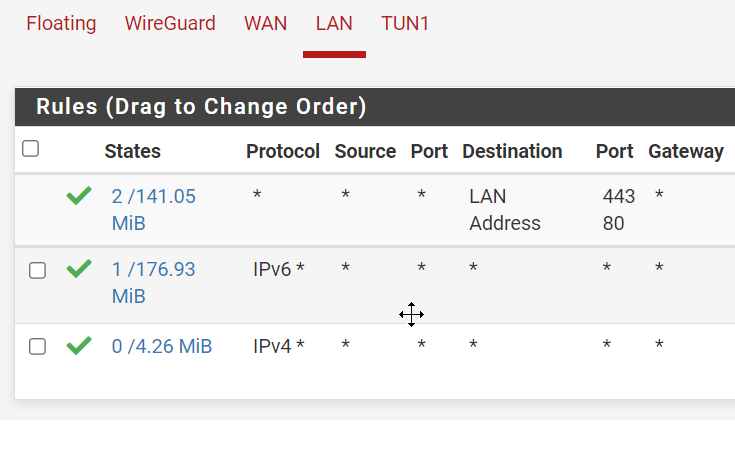 Floating WireGuard WAN LAN TUN1
Rules (Drag to Change Order)
States Protocol Source Port Destination Port Gateway
2 /141.05 * * * LAN 443 *
MiB Address 80
1 /176.93 IPv6 * * * * * *
MiB
0 /4.26 MiB IPv4 * * * * * *